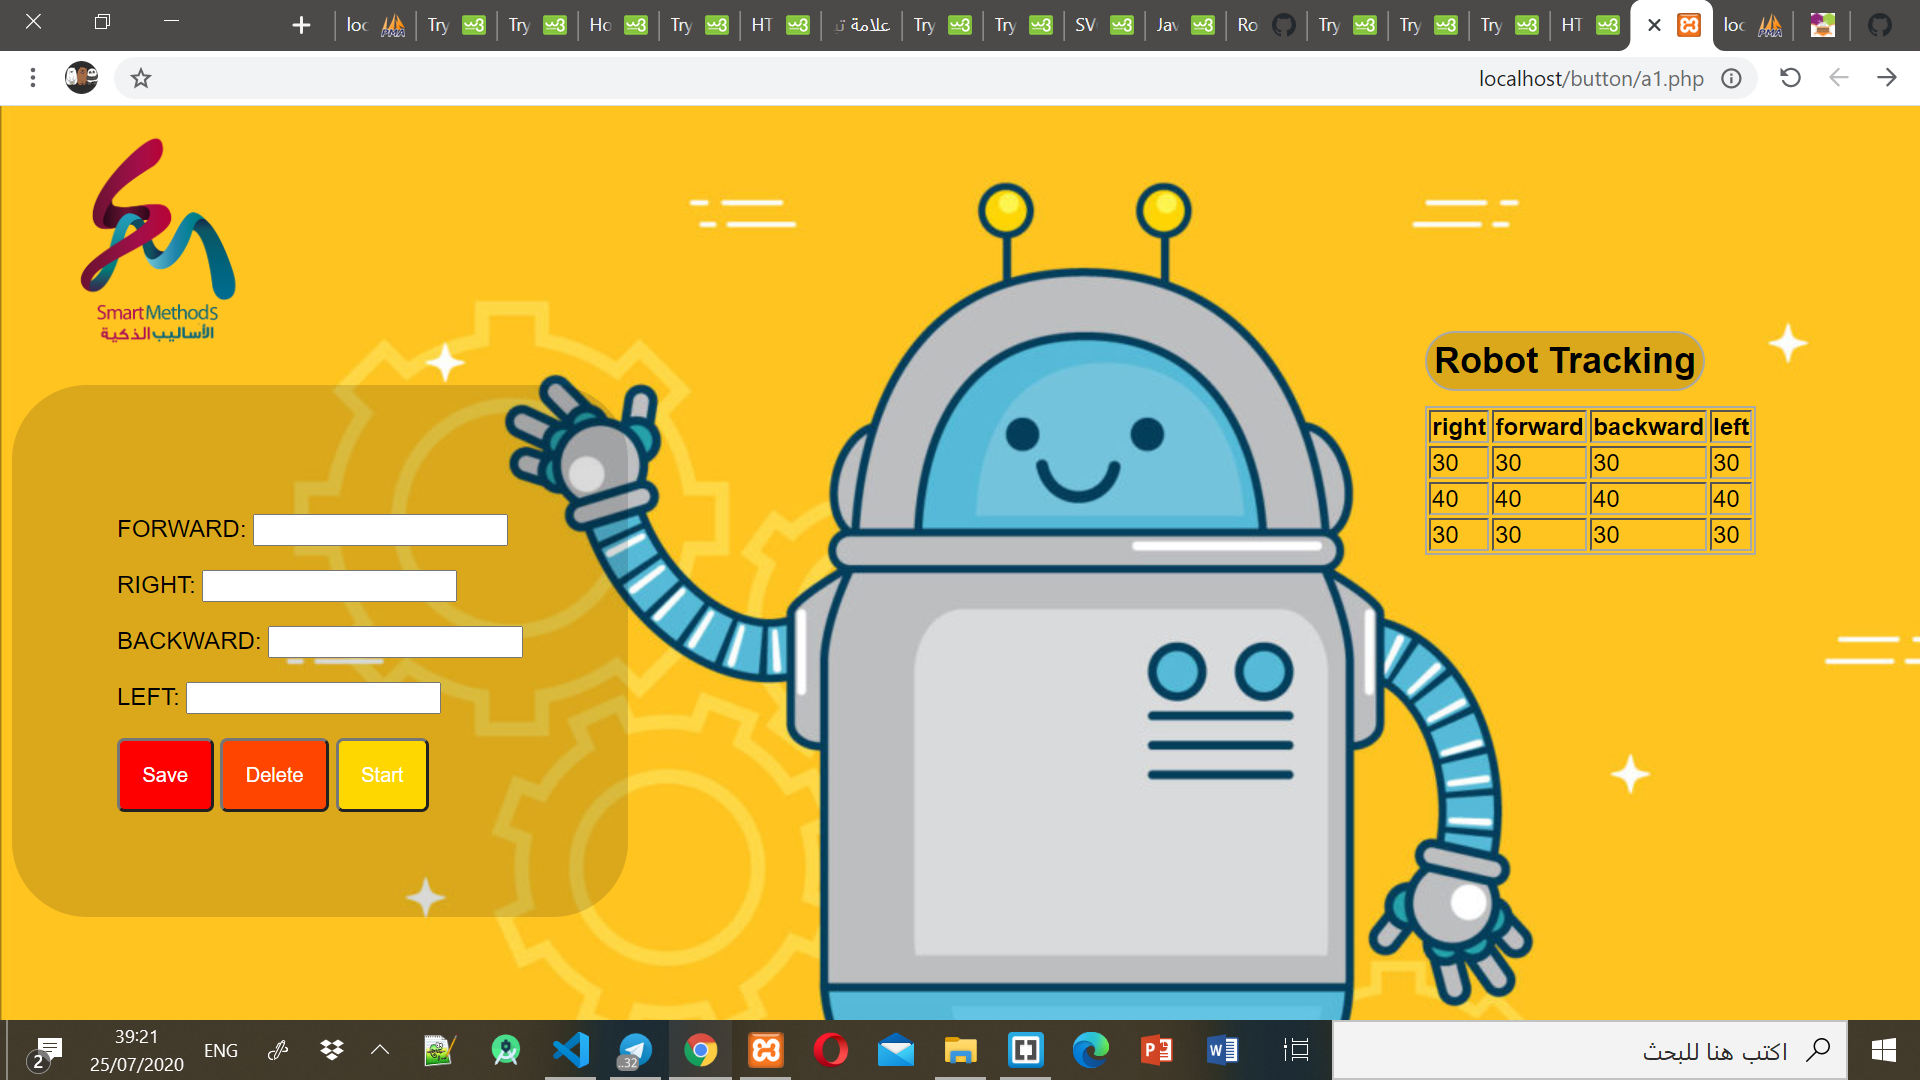 loc
Try
Try
Ho
Try
HT
علامة ت
Try
Try
SV
Jav
Ro
Try
Try
Try
HT
loc
localhost/button/a1.php
SmartMethodS
الأساليب الذكية
Robot Tracking
right forward backward left
30 30 30 30
40 40 40 40
30 30 30 30
FORWARD:
RIGHT:
BACKWARD:
LEFT:
Save Delete Start
2
39:21
25/07/2020
ENG
..32
اكتب هنا للبحث